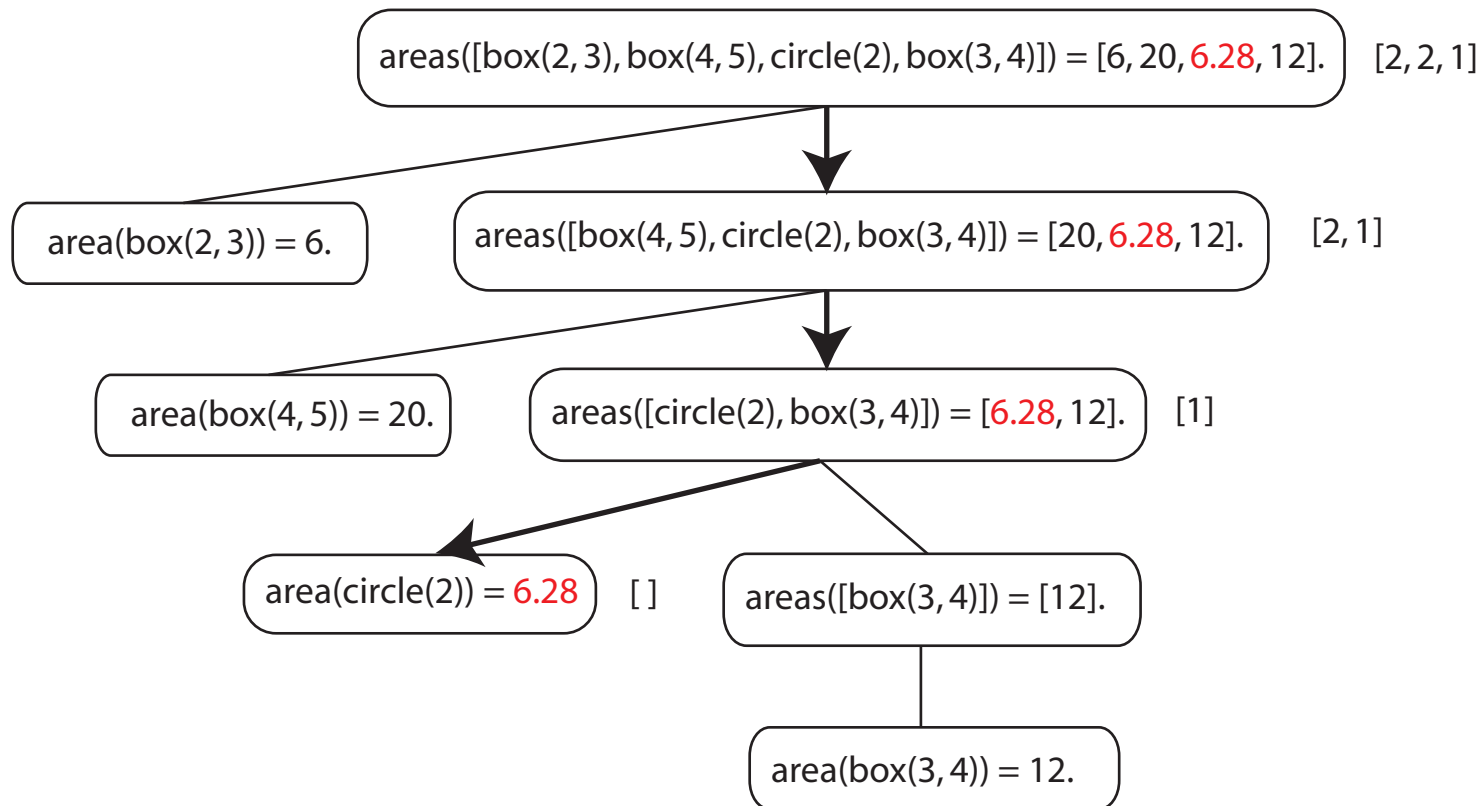 areas([box(2, 3), box(4, 5), circle(2), box(3, 4)]) = [6, 20, 6.28, 12]. [2, 2, 1]
area(box(2, 3)) = 6. areas([box(4, 5), circle(2), box(3, 4)]) = [20, 6.28, 12]. [2, 1]
area(box(4, 5)) = 20. areas([circle(2), box(3, 4)]) = [6.28, 12]. [1]
area(circle(2)) = 6.28 [ ] areas([box(3, 4)]) = [12].
area(box(3, 4)) = 12.